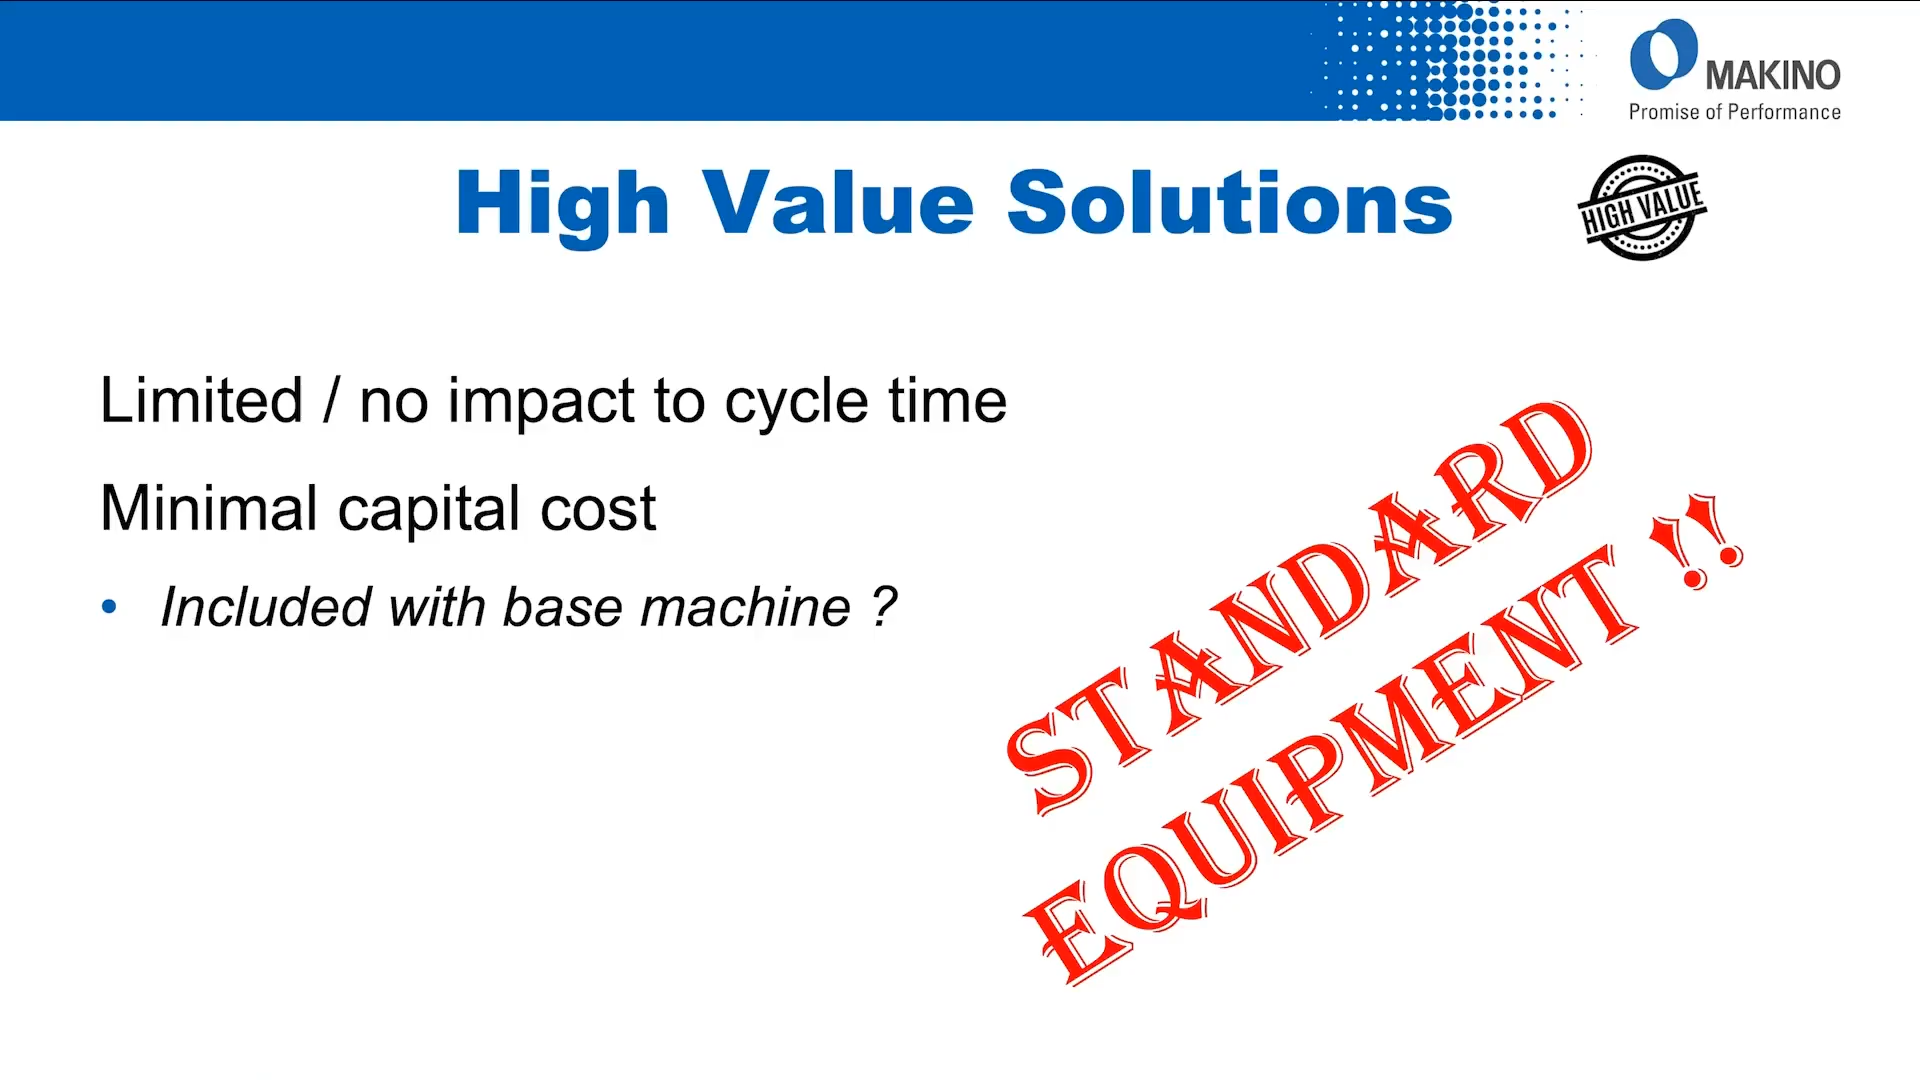 MAKINO
Promise of Performance
High Value Solutions
HIGH VALUE
Limited / no impact to cycle time
Minimal capital cost
• Included with base machine ?
STANDARD
EQUIPMENT !!